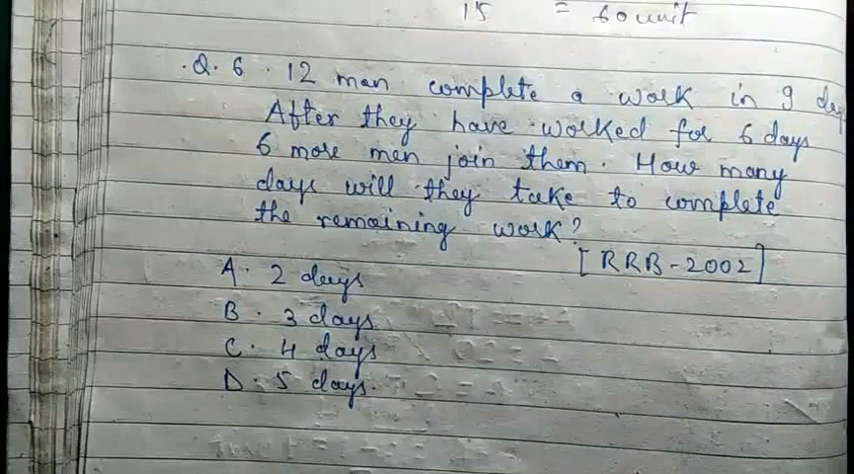 15 = 60 unit
.Q. 6 . 12 man complete a work in 9 day
After they have worked for 6 days
6 more men join them. How many
days will they take to complete
the remaining work?
[RRB-2002]
A. 2 days
B. 3 days
C. 4 days
D. 5 days.